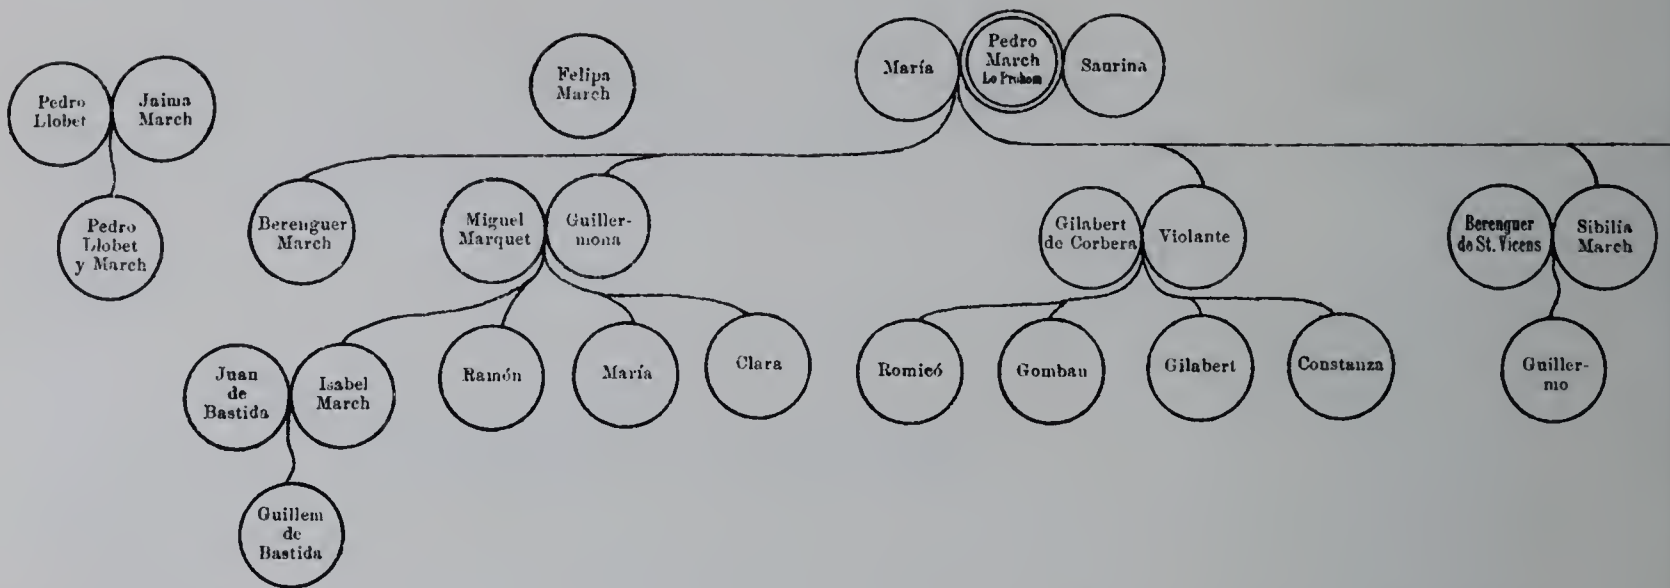 Pedro
Llobet
Jaima
March
Pedro
Llobet
y March
Felipa
March
María
Pedro
March
Lo Prohom
Saurina
Berenguer
March
Miguel
Marquet
Guiller-
mona
Gilabert
de Corbera
Violante
Berenguer
de St. Vicens
Sibilia
March
Juan
de
Bastida
Isabel
March
Ramón
María
Clara
Romieó
Gombau
Gilabert
Constanza
Guiller-
mo
Guillem
de
Bastida